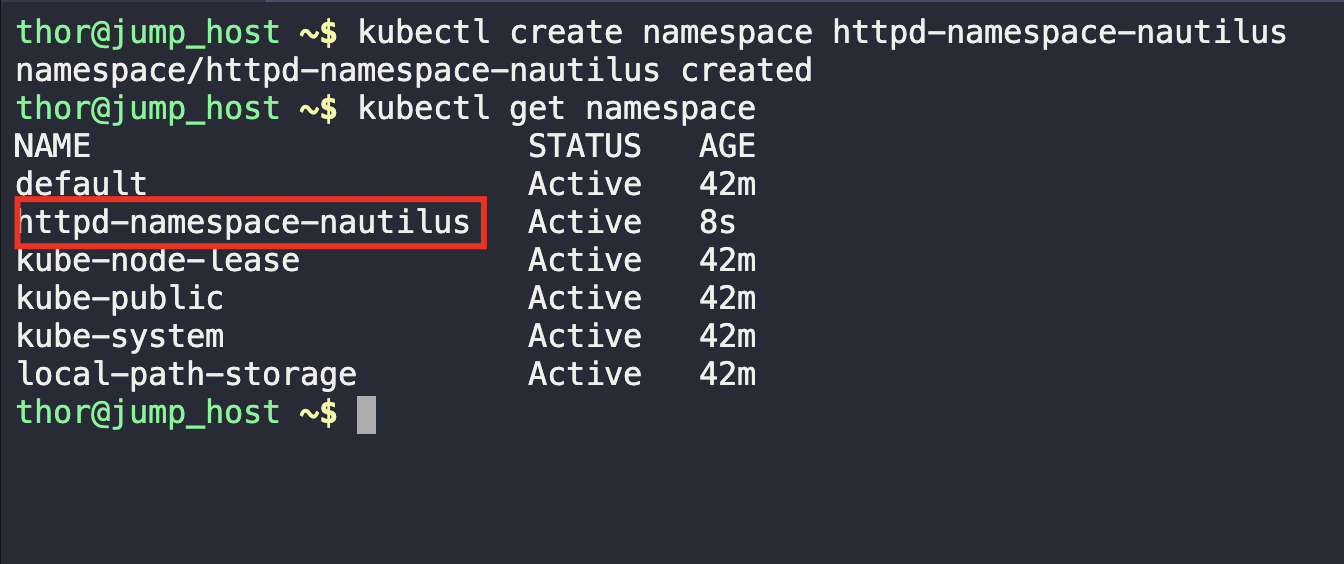 thor@jump_host ~$ kubectl create namespace httpd-namespace-nautilus
namespace/httpd-namespace-nautilus created
thor@jump_host ~$ kubectl get namespace
NAME                       STATUS   AGE
default                    Active   42m
httpd-namespace-nautilus   Active   8s
kube-node-lease            Active   42m
kube-public                Active   42m
kube-system                Active   42m
local-path-storage         Active   42m
thor@jump_host ~$